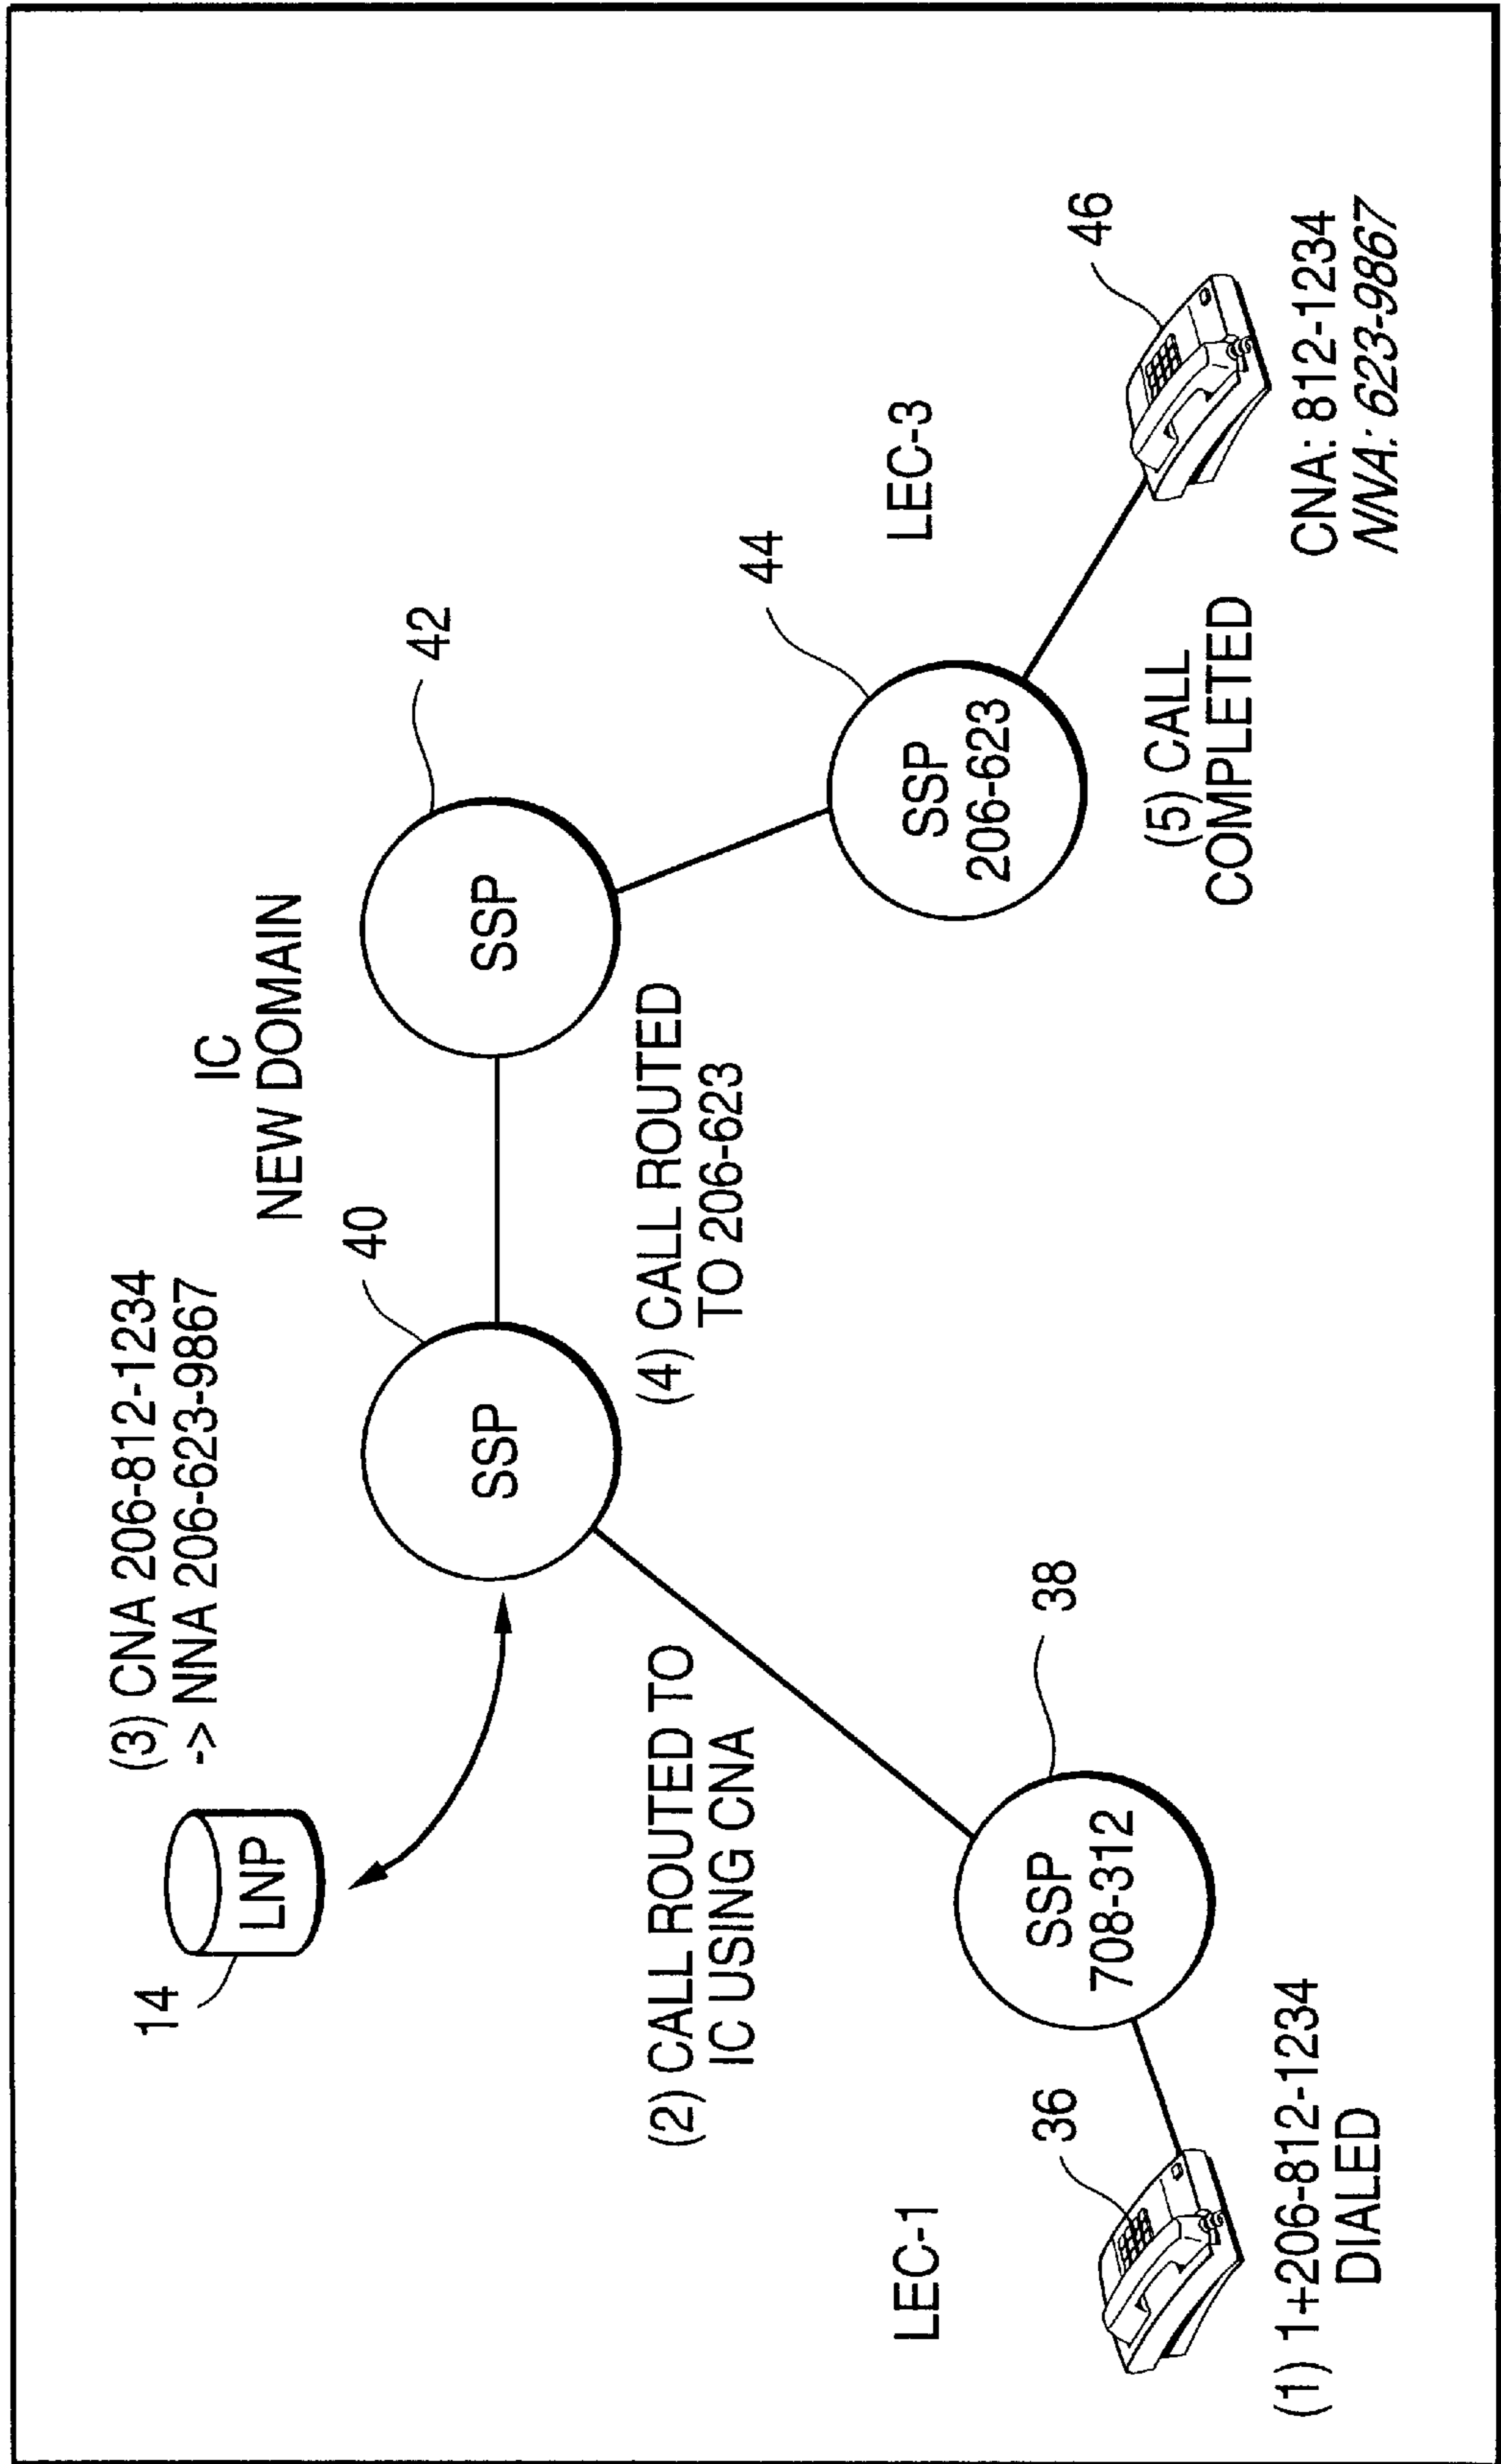 14
LNP
(3) CNA 206-812-1234
-> NNA 206-623-9867
IC
NEW DOMAIN
40
SSP
42
SSP
(2) CALL ROUTED TO
IC USING CNA
(4) CALL ROUTED
TO 206-623
44
SSP
206-623
LEC-3
46
(5) CALL
COMPLETED
CNA: 812-1234
NNA: 623-9867
LEC-1
36
38
SSP
708-312
(1) 1+206-812-1234
DIALED